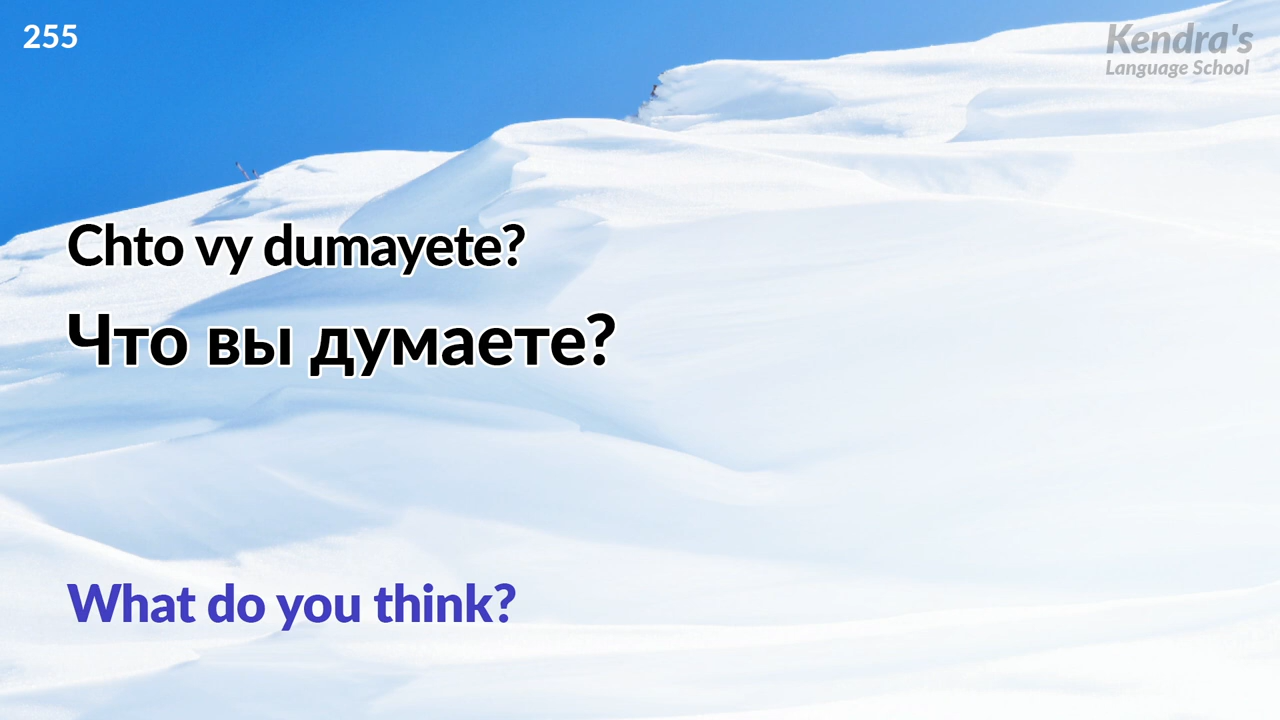 255
Kendra's
Language School
Chto vy dumayete?
Что вы думаете?
What do you think?